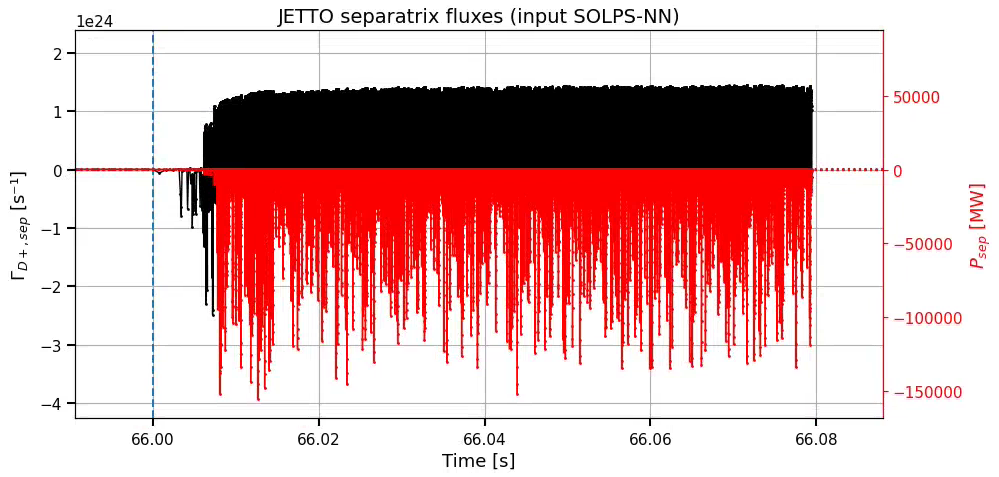 JETTO separatrix fluxes (input SOLPS-NN)
1e24
2
1
0
−1
−2
−3
−4
Γ_{D+,sep} [s⁻¹]
50000
0
−50000
−100000
−150000
P_{sep} [MW]
66.00 66.02 66.04 66.06 66.08
Time [s]